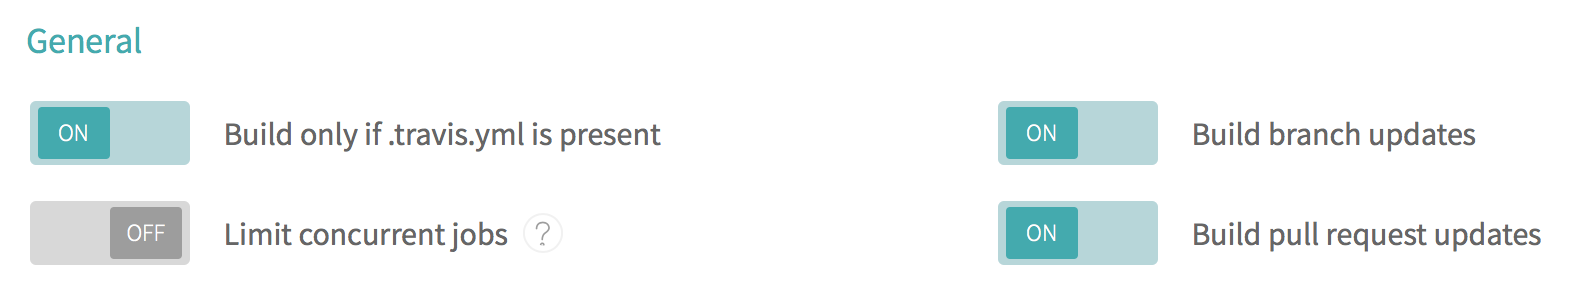 General
ON Build only if .travis.yml is present
ON Build branch updates
OFF Limit concurrent jobs ?
ON Build pull request updates